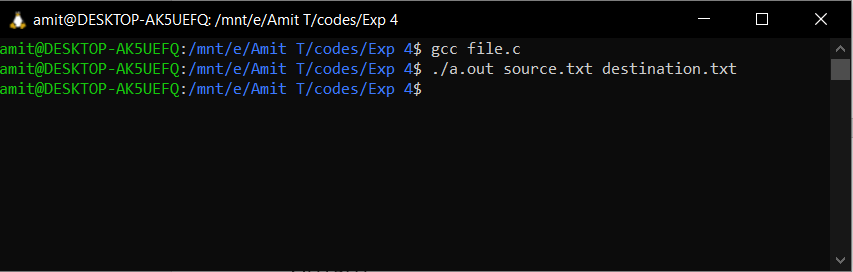 amit@DESKTOP-AK5UEFQ: /mnt/e/Amit T/codes/Exp 4
amit@DESKTOP-AK5UEFQ:/mnt/e/Amit T/codes/Exp 4$ gcc file.c
amit@DESKTOP-AK5UEFQ:/mnt/e/Amit T/codes/Exp 4$ ./a.out source.txt destination.txt
amit@DESKTOP-AK5UEFQ:/mnt/e/Amit T/codes/Exp 4$